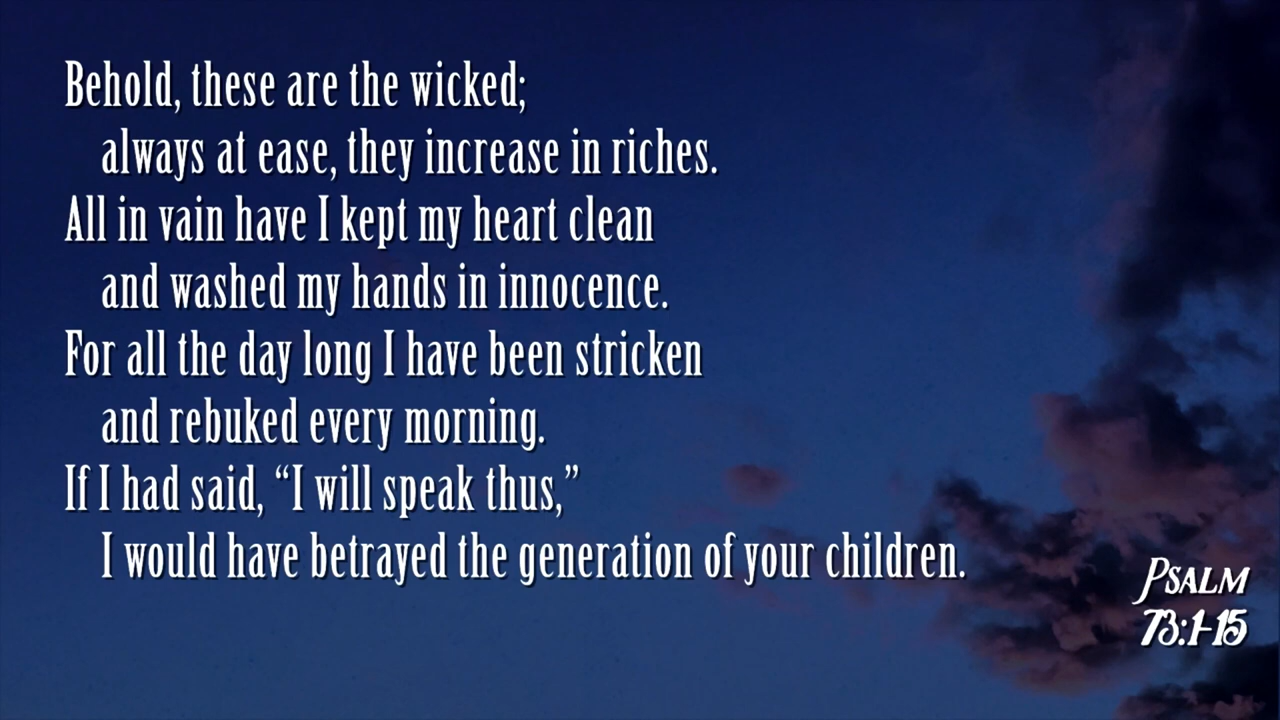 Behold, these are the wicked;
always at ease, they increase in riches.
All in vain have I kept my heart clean
and washed my hands in innocence.
For all the day long I have been stricken
and rebuked every morning.
If I had said, “I will speak thus,”
I would have betrayed the generation of your children.
Psalm
73:1-15